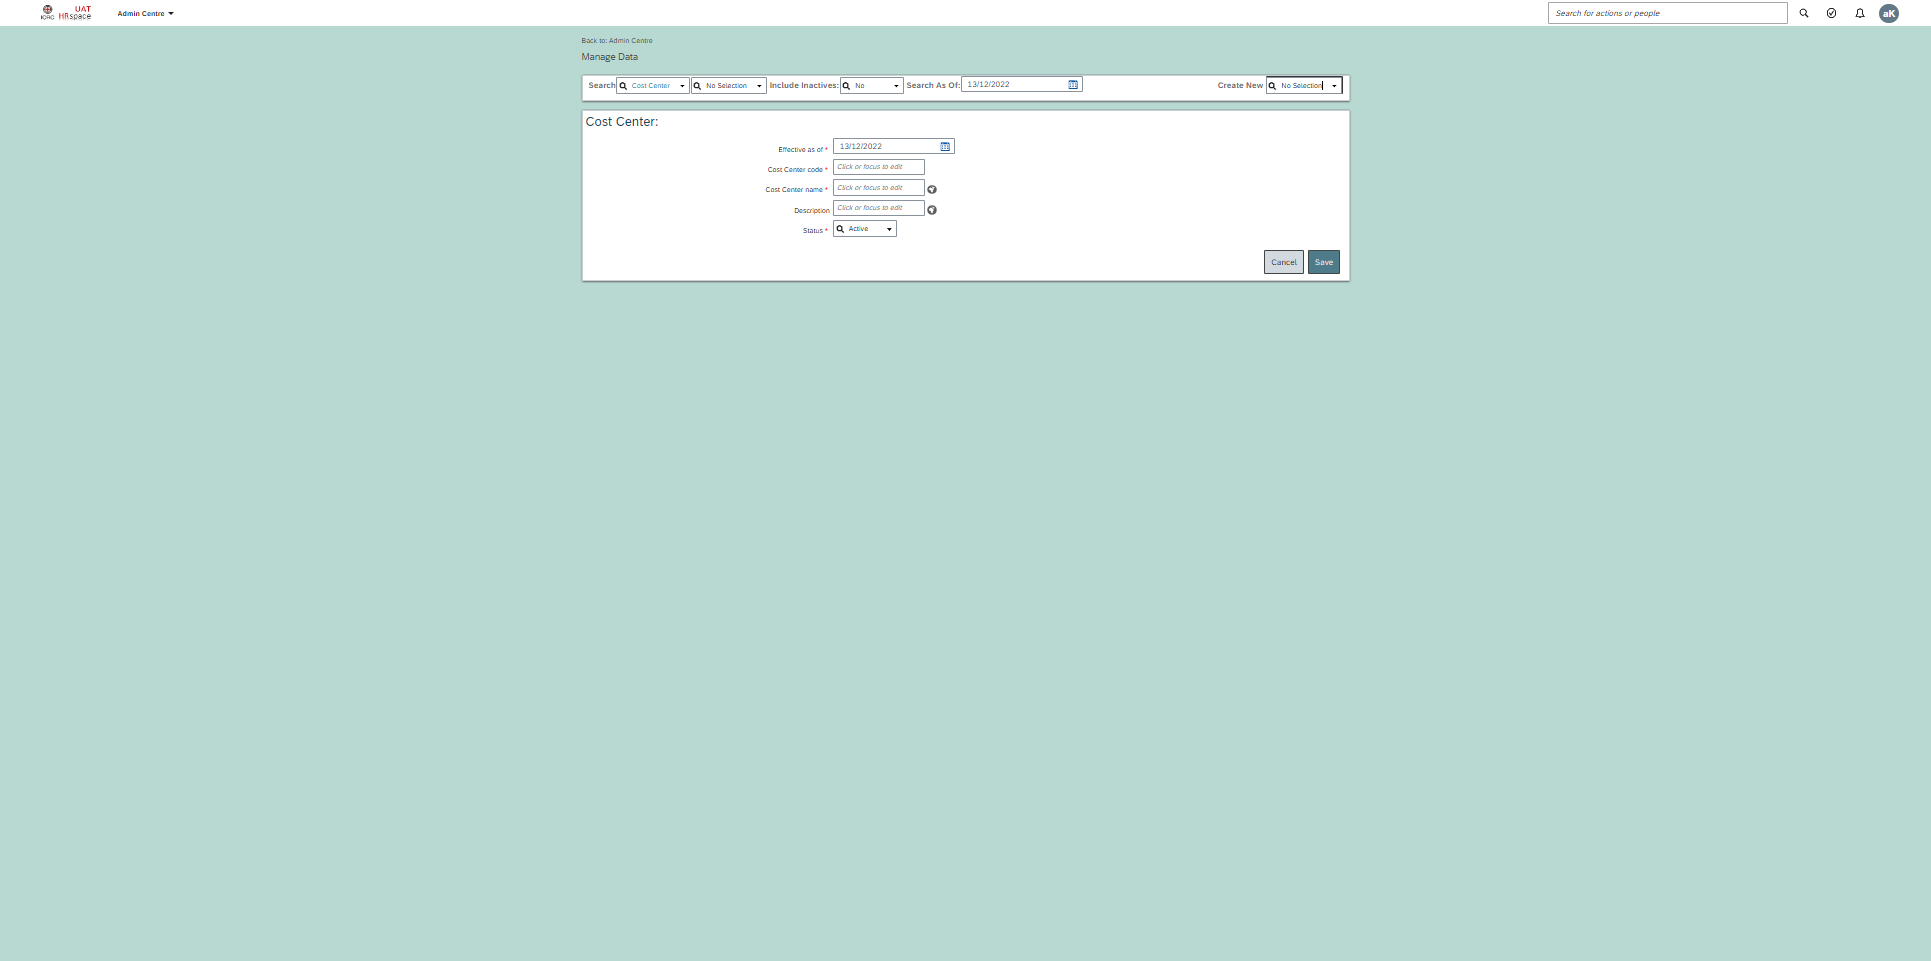 ICRC UAT HRspace Admin Centre Search for actions or people aK
Back to: Admin Centre
Manage Data
Search Cost Center No Selection Include Inactives: No Search As Of: 13/12/2022 Create New No Selection
Cost Center:
Effective as of * 13/12/2022
Cost Center code * Click or focus to edit
Cost Center name * Click or focus to edit
Description Click or focus to edit
Status * Active
Cancel Save